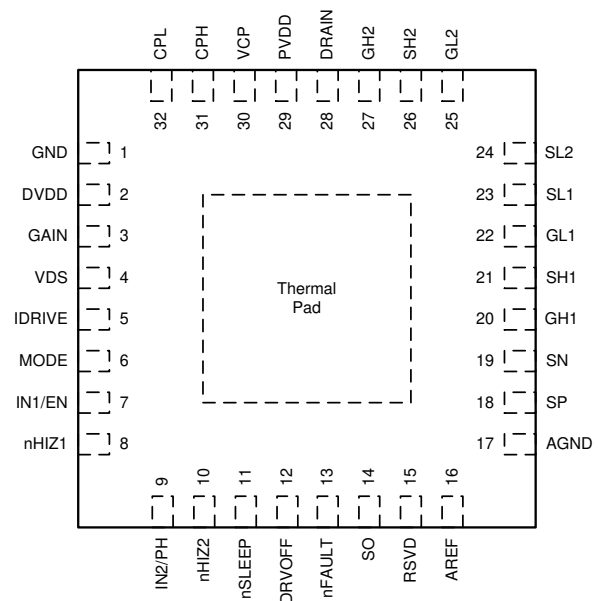 CPL CPH VCP PVDD DRAIN GH2 SH2 GL2
32 31 30 29 28 27 26 25
GND 1 24 SL2
DVDD 2 23 SL1
GAIN 3 22 GL1
VDS 4 21 SH1
Thermal
Pad
IDRIVE 5 20 GH1
MODE 6 19 SN
IN1/EN 7 18 SP
nHIZ1 8 17 AGND
9 10 11 12 13 14 15 16
IN2/PH nHIZ2 nSLEEP DRVOFF nFAULT SO RSVD AREF